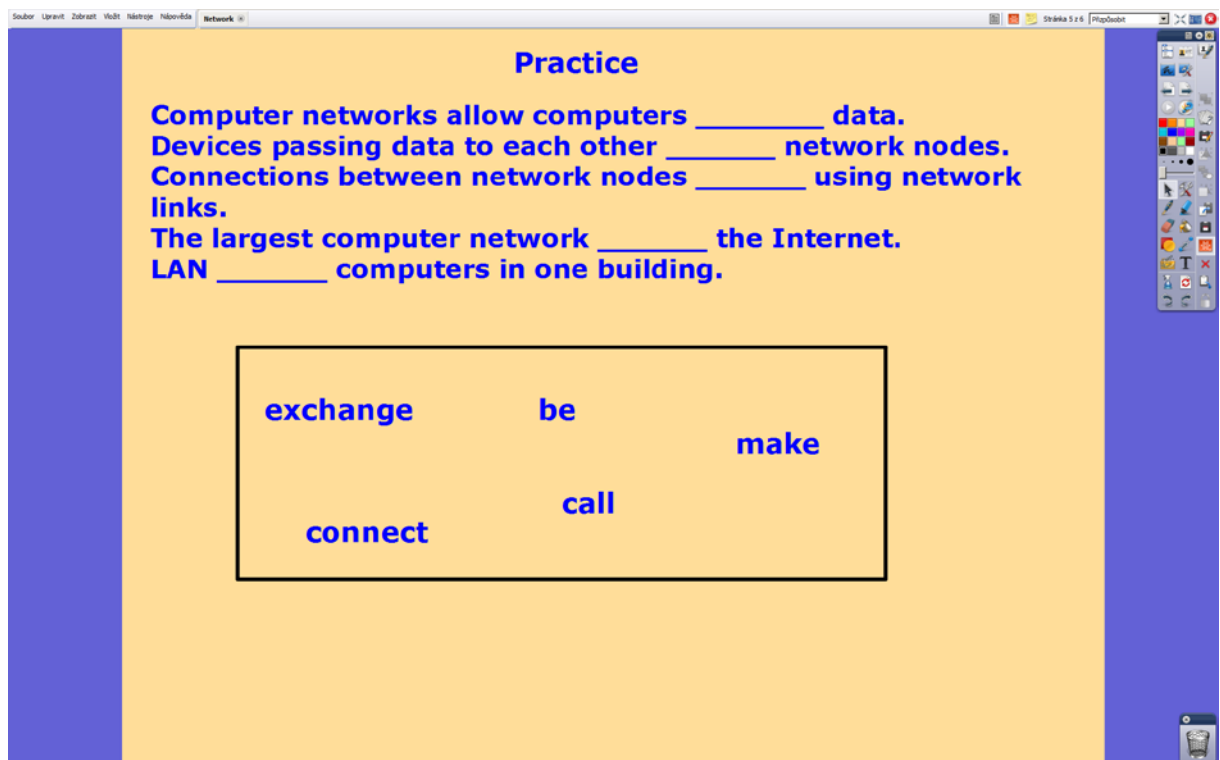 Soubor Upravit Zobrazit Vložit Nástroje Nápověda Network Stránka 5 z 6 Přizpůsobit
Practice
Computer networks allow computers ________ data.
Devices passing data to each other _______ network nodes.
Connections between network nodes _______ using network
links.
The largest computer network _______ the Internet.
LAN _______ computers in one building.
exchange be
make
call
connect
T